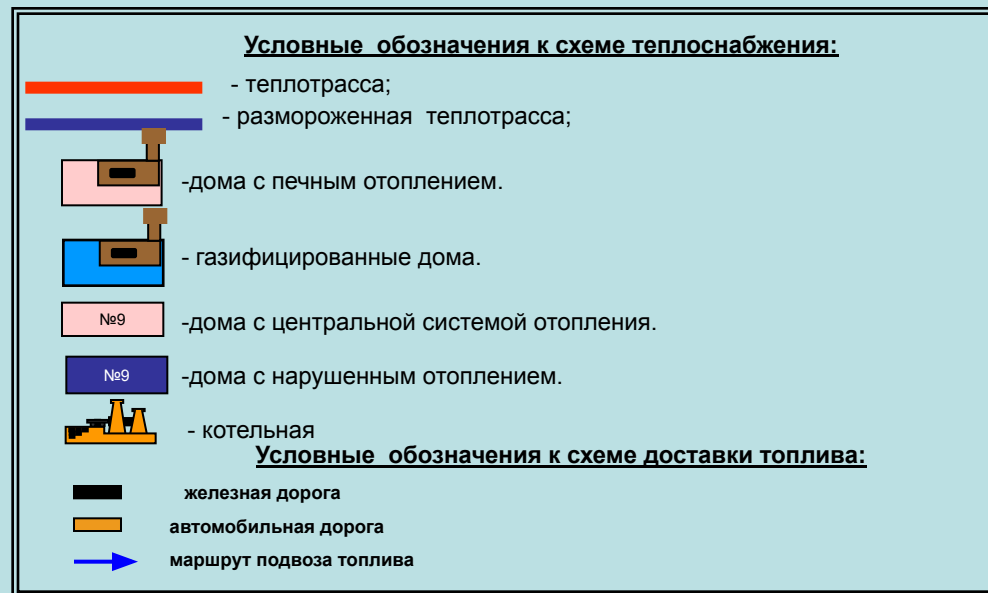 Условные обозначения к схеме теплоснабжения:
- теплотрасса;
- размороженная теплотрасса;
-дома с печным отоплением.
- газифицированные дома.
№9
-дома с центральной системой отопления.
№9
-дома с нарушенным отоплением.
- котельная
Условные обозначения к схеме доставки топлива:
железная дорога
автомобильная дорога
маршрут подвоза топлива